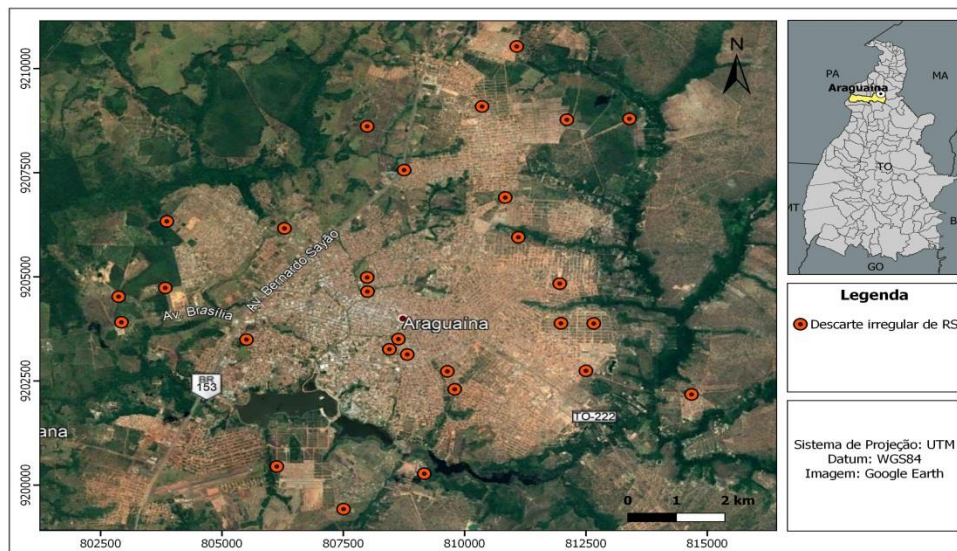 9210000
9207500
9205000
9202500
9200000
802500
805000
807500
810000
812500
815000
N
Av. Bernardo Sayão
Av. Brasília
Araguaína
BR
153
TO-222
ana
0 1 2 km
PA
MA
Araguaína
TO
MT
B
GO
Legenda
Descarte irregular de RS
Sistema de Projeção: UTM
Datum: WGS84
Imagem: Google Earth